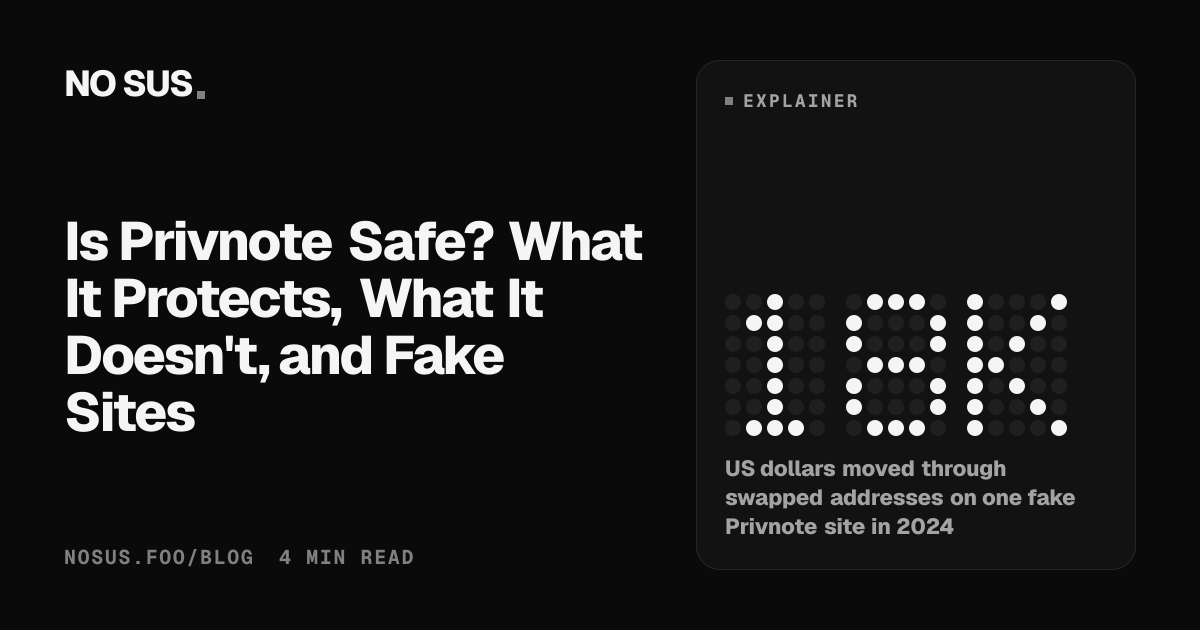 NO SUS.
Is Privnote Safe? What
It Protects, What It
Doesn't, and Fake
Sites
NOSUS.FOO/BLOG 4 MIN READ
EXPLAINER
18K
US dollars moved through
swapped addresses on one fake
Privnote site in 2024